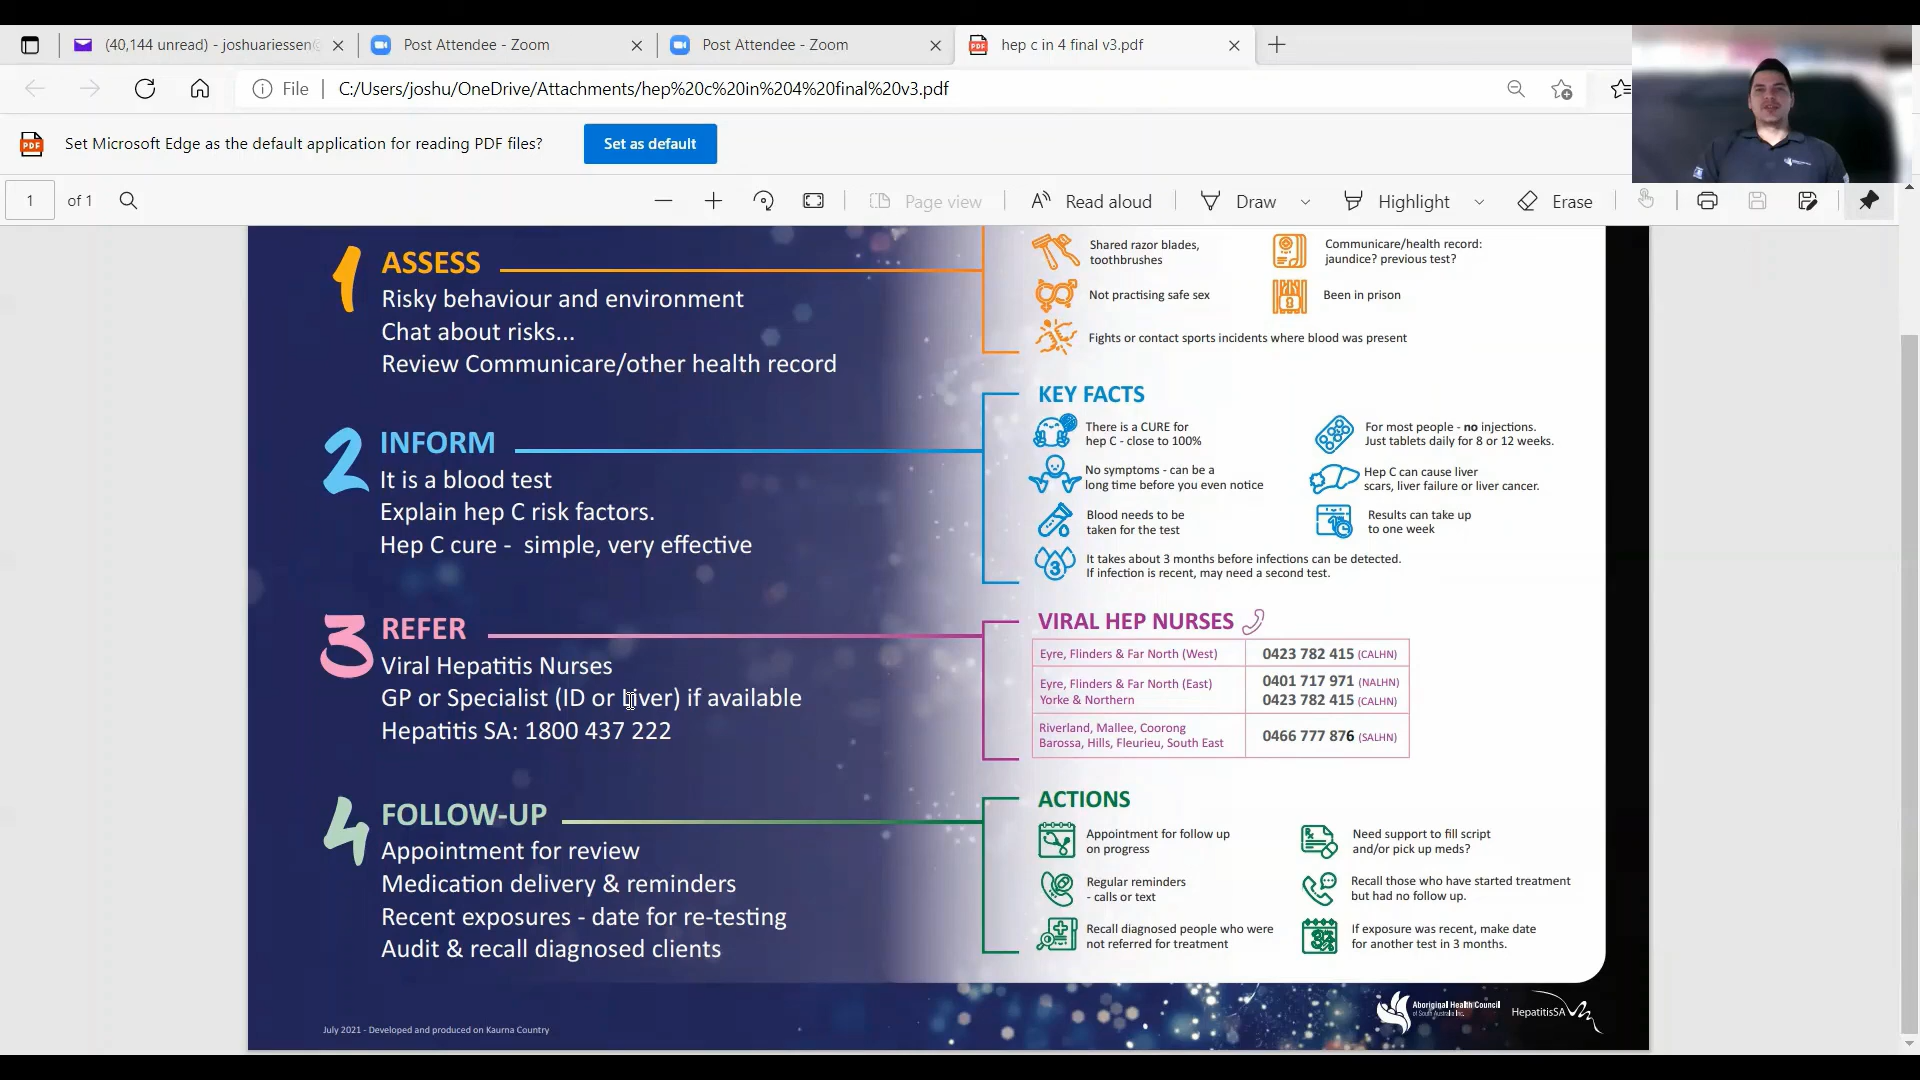 (40,144 unread) - joshuariessen@
Post Attendee - Zoom
Post Attendee - Zoom
hep c in 4 final v3.pdf
File
C:/Users/joshu/OneDrive/Attachments/hep%20c%20in%204%20final%20v3.pdf
Set Microsoft Edge as the default application for reading PDF files?
Set as default
1 of 1
Page view
Read aloud
Draw
Highlight
Erase
1 ASSESS
Risky behaviour and environment
Chat about risks...
Review Communicare/other health record
Shared razor blades,
toothbrushes
Communicare/health record:
jaundice? previous test?
Not practising safe sex
Been in prison
Fights or contact sports incidents where blood was present
2 INFORM
It is a blood test
Explain hep C risk factors.
Hep C cure - simple, very effective
KEY FACTS
There is a CURE for
hep C - close to 100%
For most people - no injections.
Just tablets daily for 8 or 12 weeks.
No symptoms - can be a
long time before you even notice
Hep C can cause liver
scars, liver failure or liver cancer.
Blood needs to be
taken for the test
Results can take up
to one week
3
It takes about 3 months before infections can be detected.
If infection is recent, may need a second test.
3 REFER
Viral Hepatitis Nurses
GP or Specialist (ID or Liver) if available
Hepatitis SA: 1800 437 222
VIRAL HEP NURSES
Eyre, Flinders & Far North (West)
0423 782 415 (CALHN)
Eyre, Flinders & Far North (East)
Yorke & Northern
0401 717 971 (NALHN)
0423 782 415 (CALHN)
Riverland, Mallee, Coorong
Barossa, Hills, Fleurieu, South East
0466 777 876 (SALHN)
4 FOLLOW-UP
Appointment for review
Medication delivery & reminders
Recent exposures - date for re-testing
Audit & recall diagnosed clients
ACTIONS
Appointment for follow up
on progress
Need support to fill script
and/or pick up meds?
Regular reminders
- calls or text
Recall those who have started treatment
but had no follow up.
Recall diagnosed people who were
not referred for treatment
If exposure was recent, make date
for another test in 3 months.
July 2021 - Developed and produced on Kaurna Country
Aboriginal Health Council
of South Australia Inc.
HepatitisSA